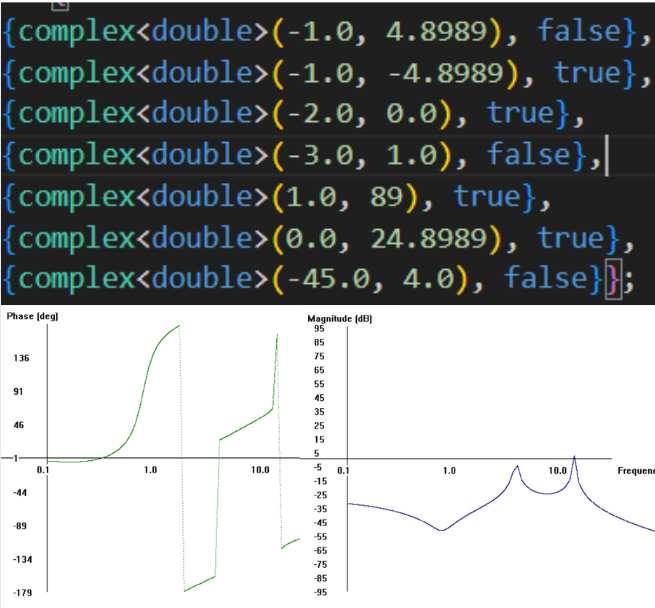 {complex<double>(-1.0, 4.8989), false},
{complex<double>(-1.0, -4.8989), true},
{complex<double>(-2.0, 0.0), true},
{complex<double>(-3.0, 1.0), false},
{complex<double>(1.0, 89), true},
{complex<double>(0.0, 24.8989), true},
{complex<double>(-45.0, 4.0), false}};
Phase (deg)
136
91
46
-1
0.1 1.0 10.0
-44
-89
-134
-179
Magnitude (dB)
95
85
75
65
55
45
35
25
15
5
-5
0.1 1.0 10.0 Frequenc
-15
-25
-35
-45
-55
-65
-75
-85
-95